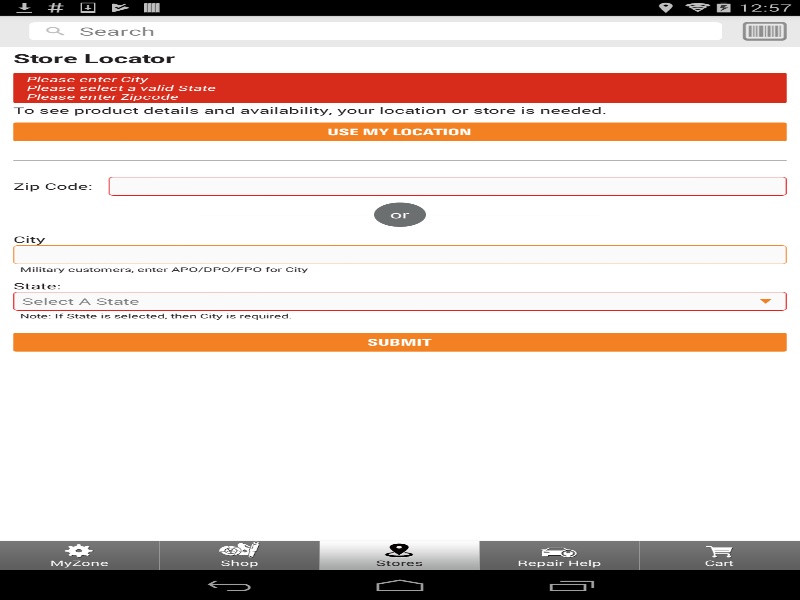 12:57
Search
Store Locator
Please enter City
Please select a valid State
Please enter Zipcode
To see product details and availability, your location or store is needed.
USE MY LOCATION
Zip Code:
or
City
Military customers, enter APO/DPO/FPO for City
State:
Select A State
Note: If State is selected, then City is required.
SUBMIT
MyZone
Shop
Stores
Repair Help
Cart